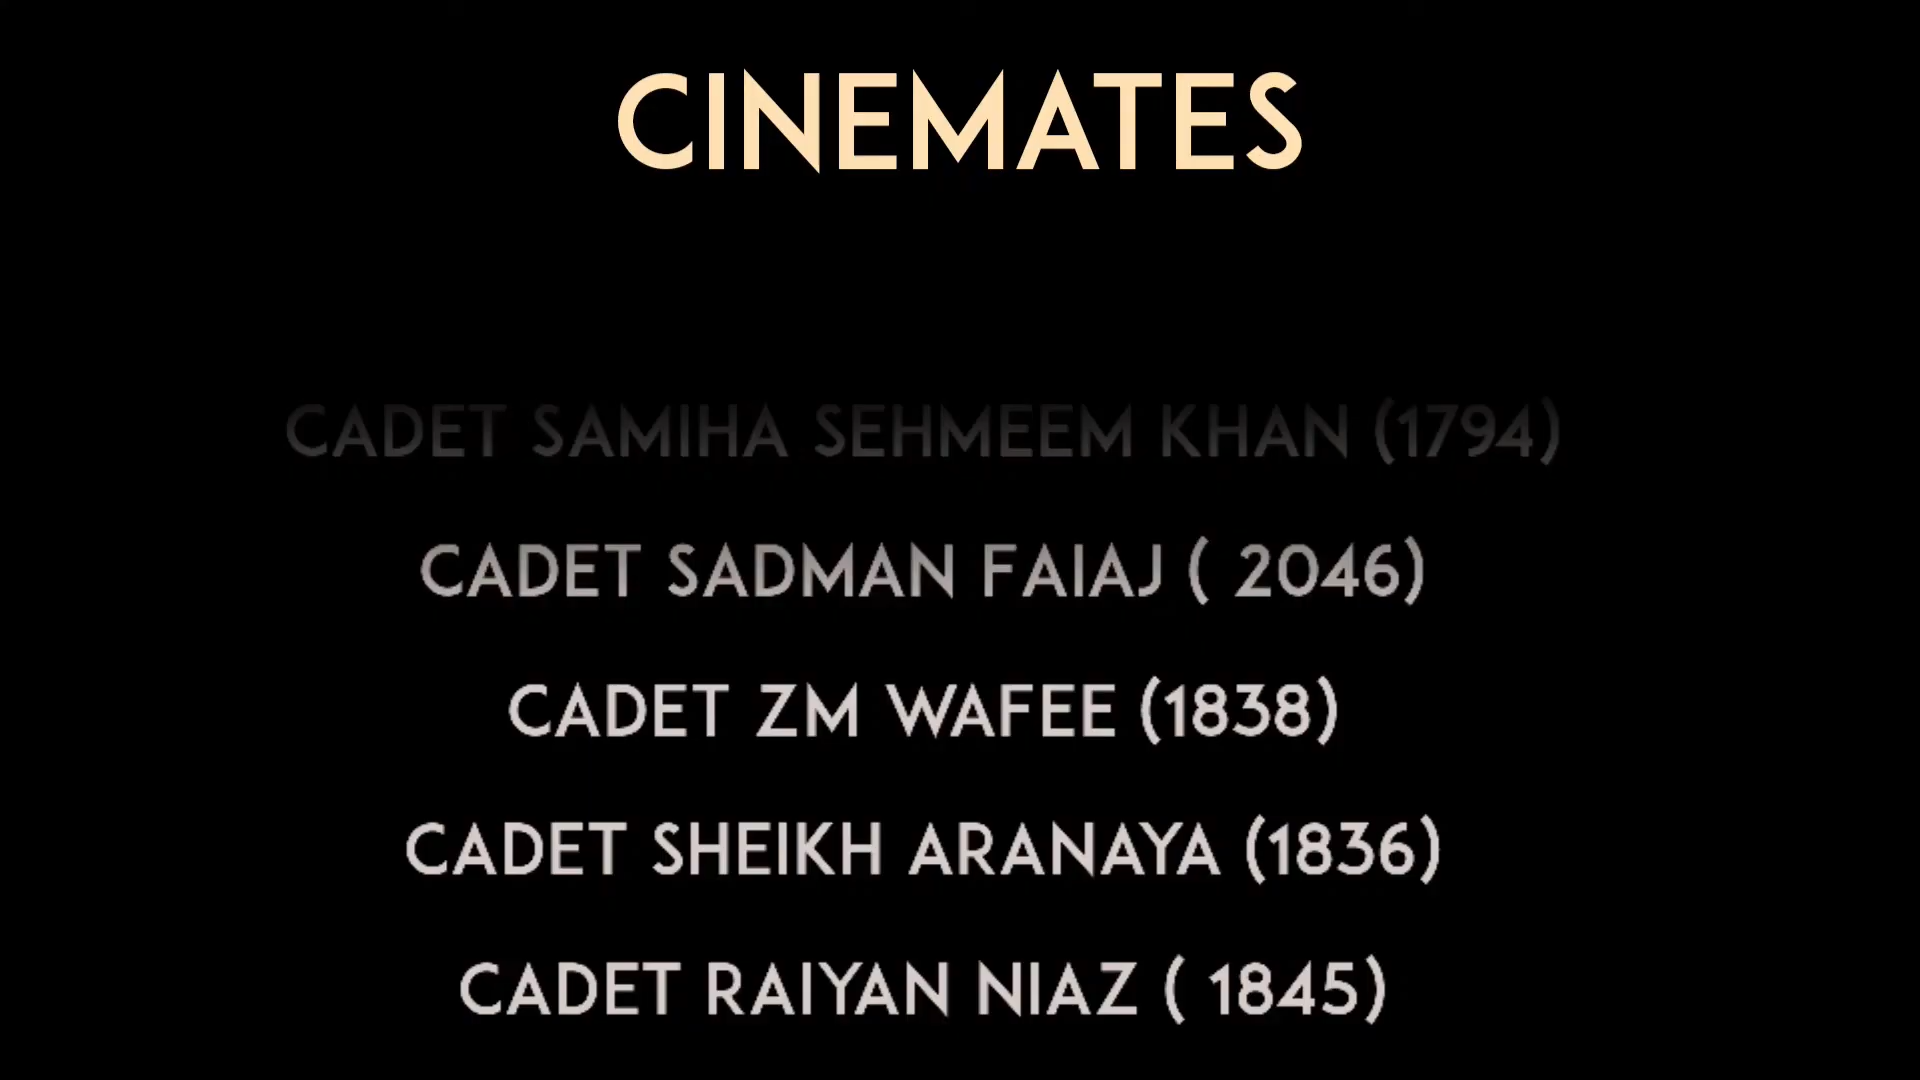 CINEMATES
CADET SAMIHA SEHMEEM KHAN (1794)
CADET SADMAN FAIAJ ( 2046)
CADET ZM WAFEE (1838)
CADET SHEIKH ARANAYA (1836)
CADET RAIYAN NIAZ ( 1845)